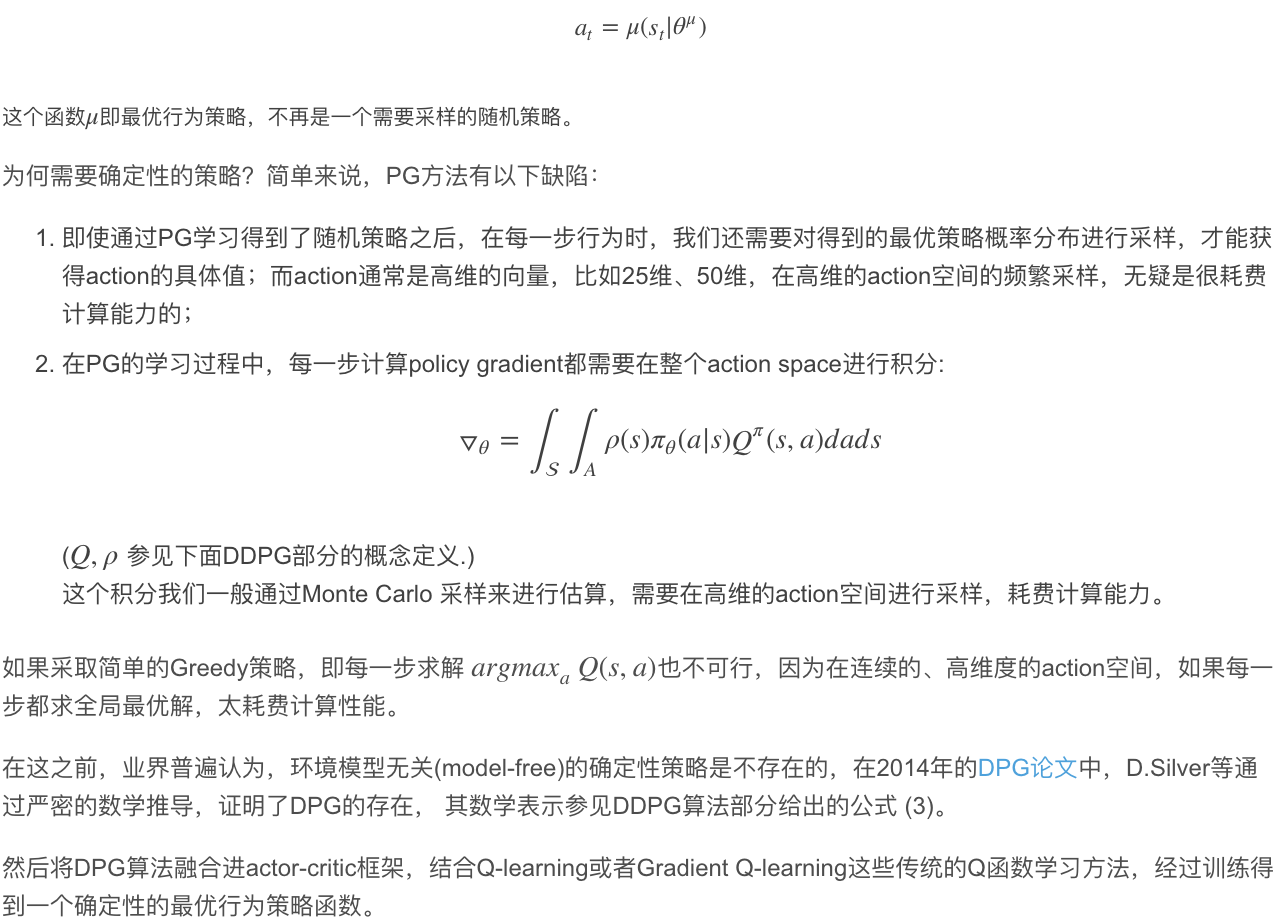 a_t = μ(s_t|θ^μ)
这个函数μ即最优行为策略，不再是一个需要采样的随机策略。
为何需要确定性的策略？简单来说，PG方法有以下缺陷：
1. 即使通过PG学习得到了随机策略之后，在每一步行为时，我们还需要对得到的最优策略概率分布进行采样，才能获
得action的具体值；而action通常是高维的向量，比如25维、50维，在高维的action空间的频繁采样，无疑是很耗费
计算能力的；
2. 在PG的学习过程中，每一步计算policy gradient都需要在整个action space进行积分:
▽_θ = ∫_S ∫_A ρ(s)π_θ(a|s)Q^π(s, a)dads
(Q, ρ 参见下面DDPG部分的概念定义.)
这个积分我们一般通过Monte Carlo 采样来进行估算，需要在高维的action空间进行采样，耗费计算能力。
如果采取简单的Greedy策略，即每一步求解 argmax_a Q(s, a)也不可行，因为在连续的、高维度的action空间，如果每一
步都求全局最优解，太耗费计算性能。
在这之前，业界普遍认为，环境模型无关(model-free)的确定性策略是不存在的，在2014年的DPG论文中，D.Silver等通
过严密的数学推导，证明了DPG的存在， 其数学表示参见DDPG算法部分给出的公式 (3)。
然后将DPG算法融合进actor-critic框架，结合Q-learning或者Gradient Q-learning这些传统的Q函数学习方法，经过训练得
到一个确定性的最优行为策略函数。